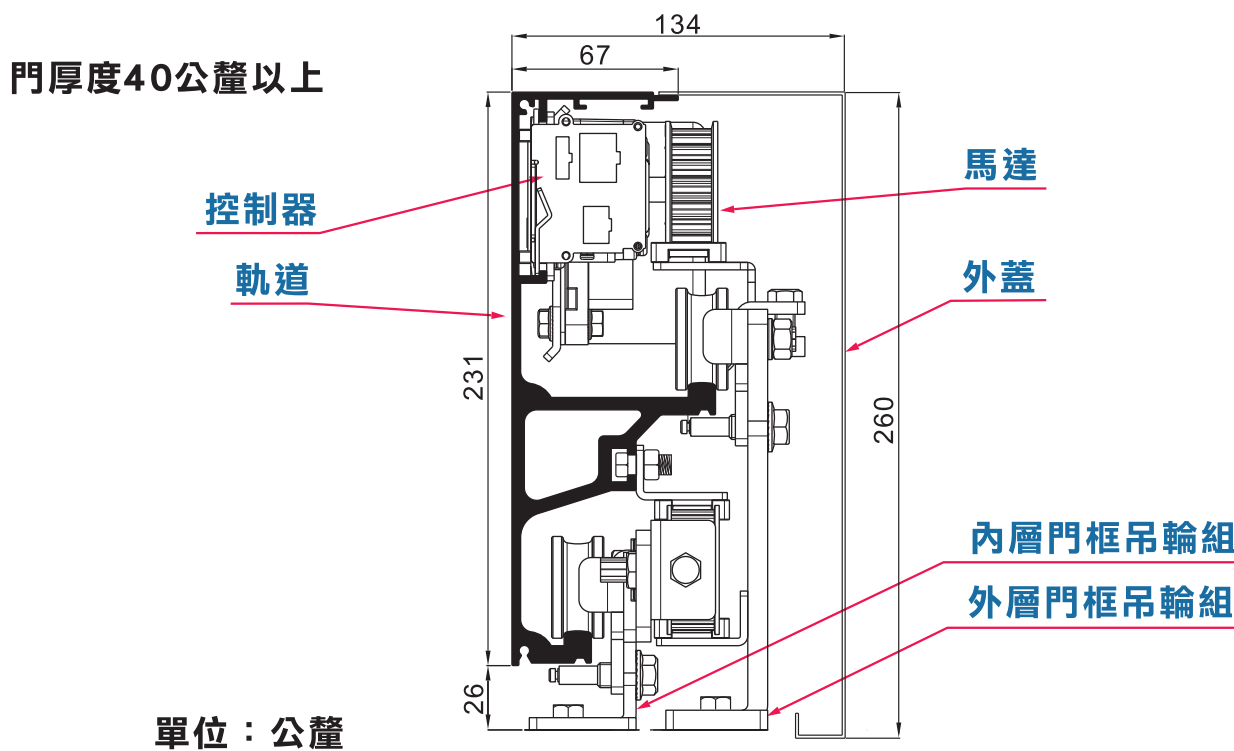 134
67
門厚度40公釐以上
馬達
控制器
外蓋
軌道
231
260
內層門框吊輪組
外層門框吊輪組
26
單位：公釐